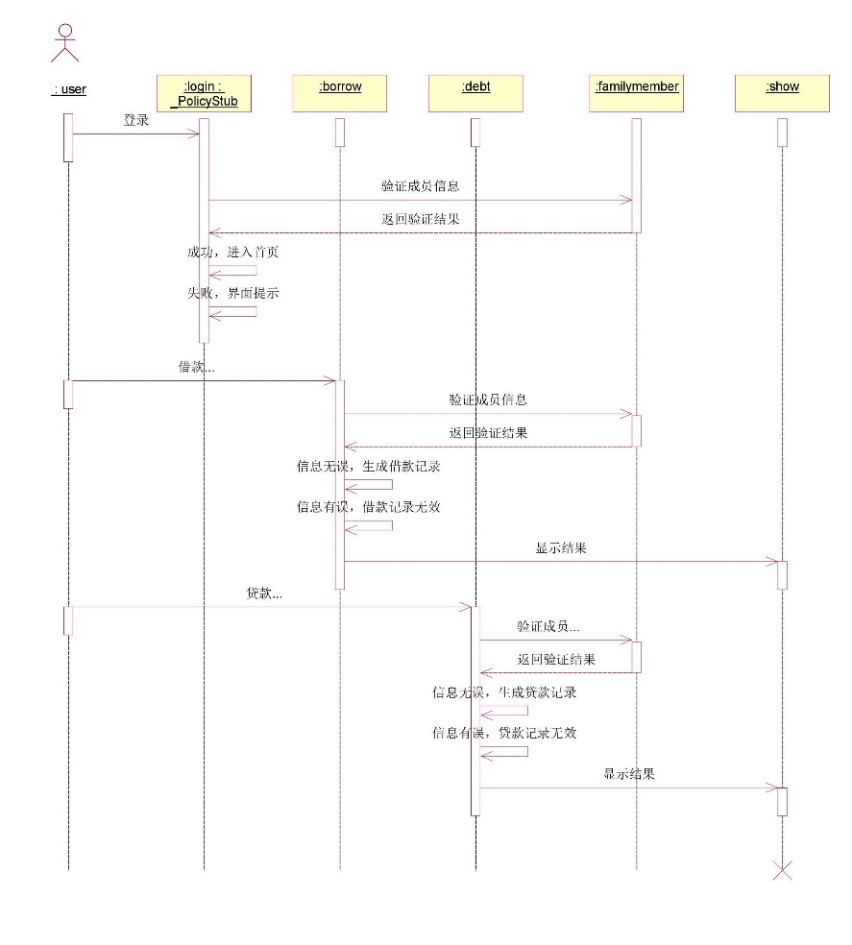 : user
:login :
_PolicyStub
:borrow
:debt
:familymember
:show
登录
验证成员信息
返回验证结果
成功，进入首页
失败，界面提示
借款...
验证成员信息
返回验证结果
信息无误，生成借款记录
信息有误，借款记录无效
显示结果
贷款...
验证成员...
返回验证结果
信息无误，生成贷款记录
信息有误，贷款记录无效
显示结果